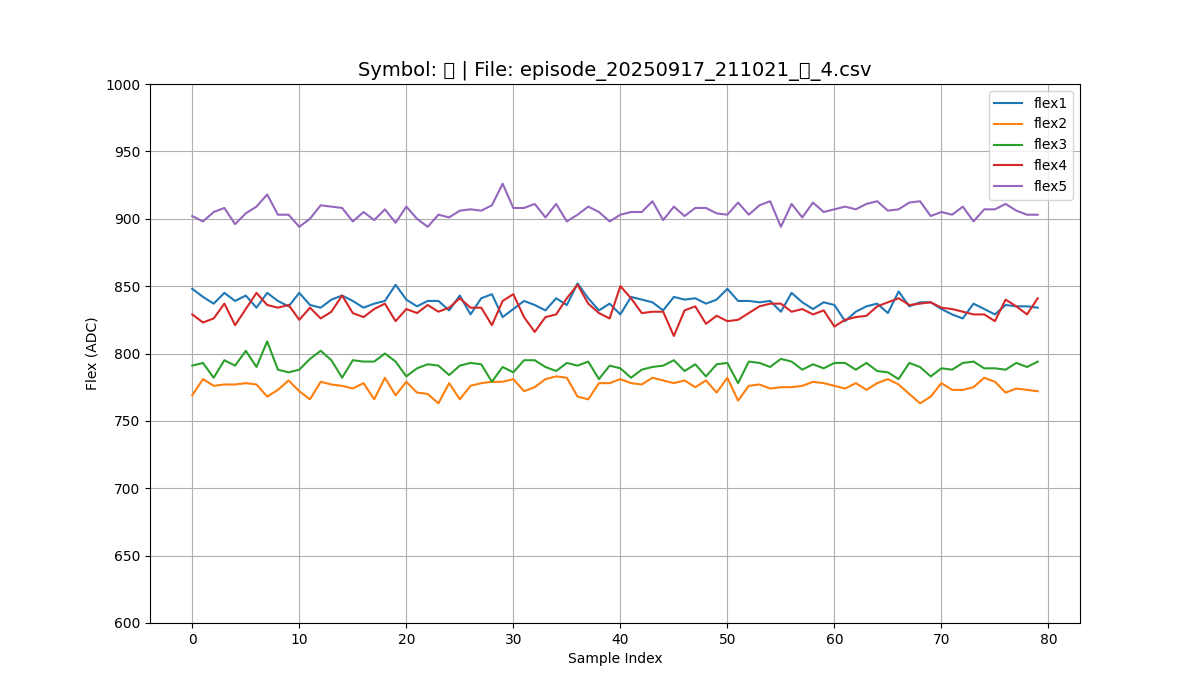 Symbol: | File: episode_20250917_211021_ _4.csv
1000
950
900
850
800
750
700
650
600
Flex (ADC)
0 10 20 30 40 50 60 70 80
Sample Index
flex1
flex2
flex3
flex4
flex5